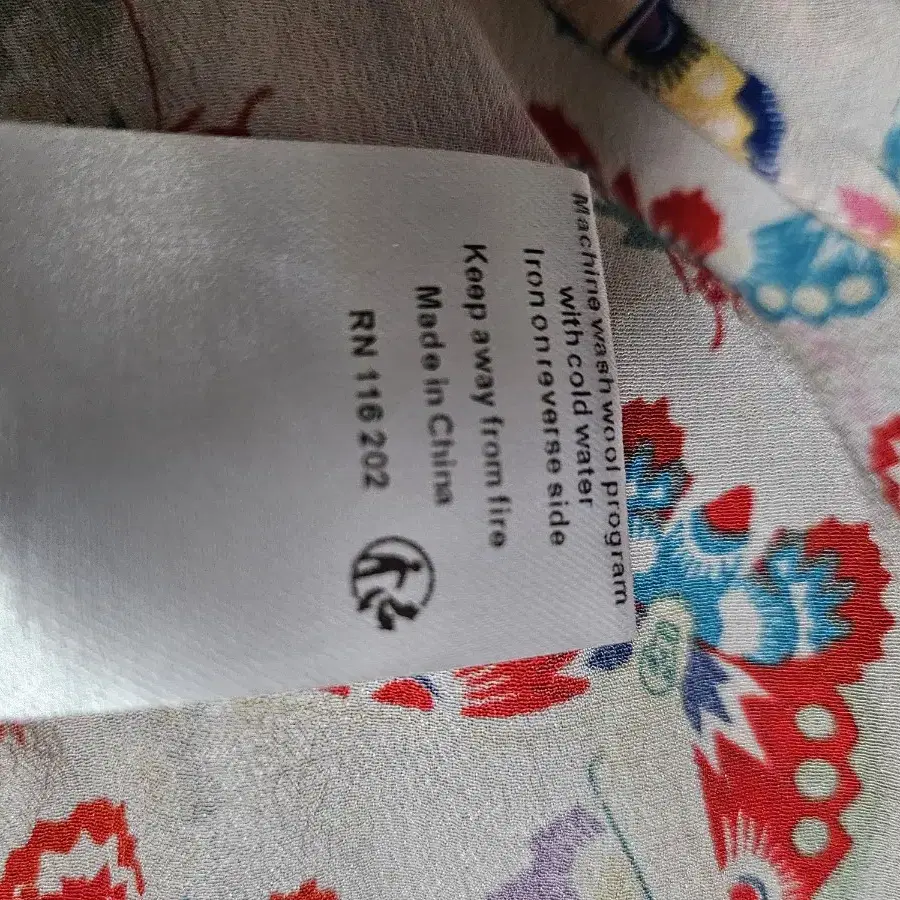 Machine wash wool program
with cold water
Iron on reverse side
Keep away from fire
Made in China
RN 116 202